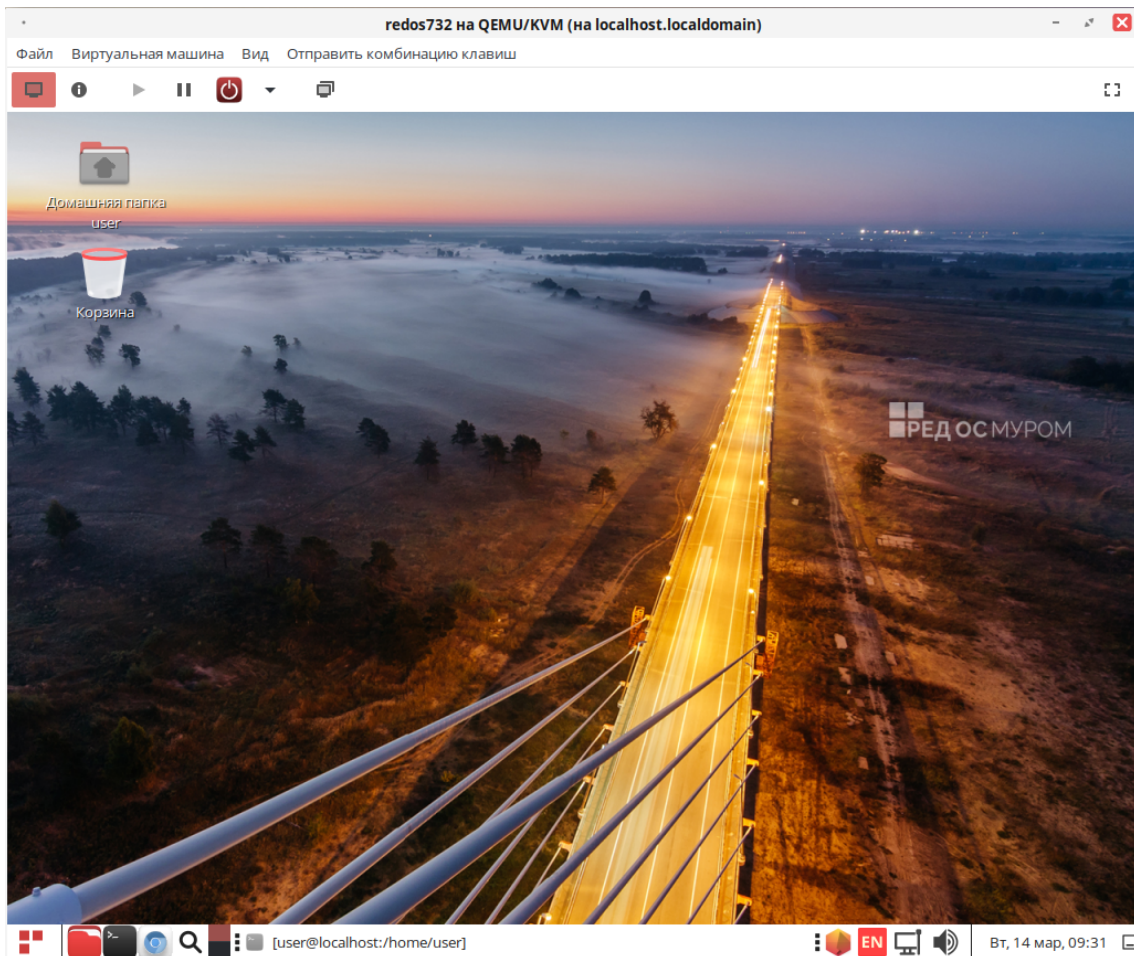 redos732 на QEMU/KVM (на localhost.localdomain)
Файл Виртуальная машина Вид Отправить комбинацию клавиш
Домашняя папка
user
Корзина
РЕД ОС МУРОМ
[user@localhost:/home/user]
EN
Вт, 14 мар, 09:31